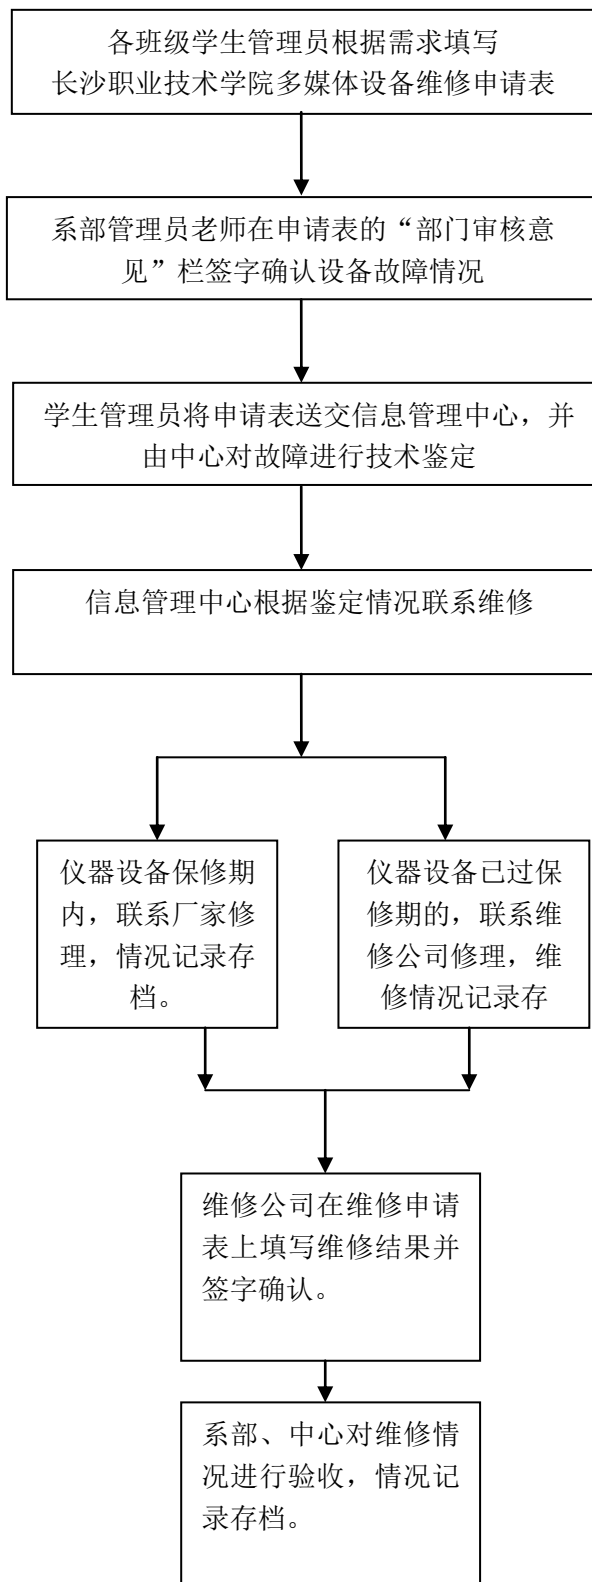 各班级学生管理员根据需求填写
长沙职业技术学院多媒体设备维修申请表
系部管理员老师在申请表的“部门审核意
见”栏签字确认设备故障情况
学生管理员将申请表送交信息管理中心，并
由中心对故障进行技术鉴定
信息管理中心根据鉴定情况联系维修
仪器设备保修期
内，联系厂家修
理，情况记录存
档。
仪器设备已过保
修期的，联系维
修公司修理，维
修情况记录存
维修公司在维修申请
表上填写维修结果并
签字确认。
系部、中心对维修情
况进行验收，情况记
录存档。